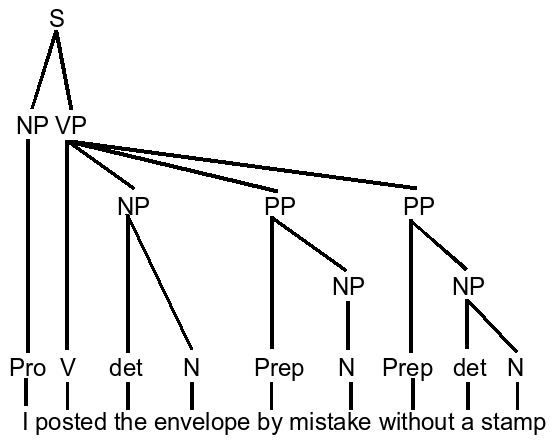 S
NP VP
NP PP PP
NP NP
Pro V det N Prep N Prep det N
I posted the envelope by mistake without a stamp